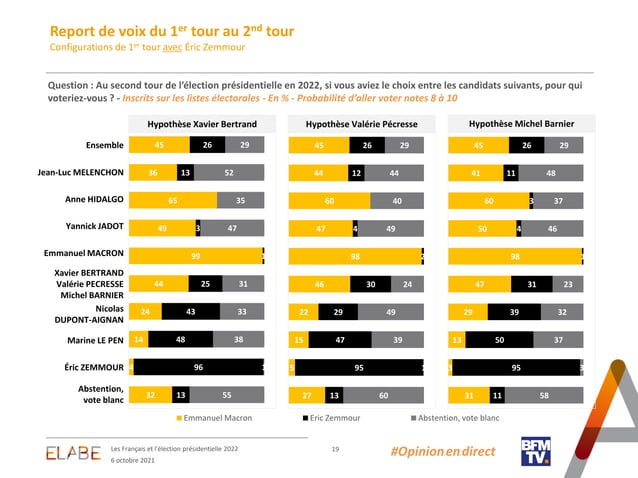 Report de voix du 1er tour au 2nd tour
Configurations de 1er tour avec Éric Zemmour
Question : Au second tour de l'élection présidentielle en 2022, si vous aviez le choix entre les candidats suivants, pour qui
voteriez-vous ? - Inscrits sur les listes électorales - En % - Probabilité d'aller voter notes 8 à 10
Hypothèse Xavier Bertrand Hypothèse Valérie Pécresse Hypothèse Michel Barnier
Ensemble 45 26 29 45 26 29 45 26 29
Jean-Luc MELENCHON 36 13 52 44 12 44 41 11 48
Anne HIDALGO 65 35 60 40 60 3 37
Yannick JADOT 49 3 47 47 4 49 50 4 46
Emmanuel MACRON 99 1 98 2 98 1
Xavier BERTRAND
Valérie PECRESSE 44 25 31 46 30 24 47 31 23
Michel BARNIER
Nicolas
DUPONT-AIGNAN 24 43 33 22 29 49 29 39 32
Marine LE PEN 14 48 38 15 47 39 13 50 37
Éric ZEMMOUR 4 96 1 5 95 1 95 3
Abstention,
vote blanc 32 13 55 27 13 60 31 11 58
Emmanuel Macron Eric Zemmour Abstention, vote blanc
ELABE
Les Français et l'élection présidentielle 2022
6 octobre 2021
19
#Opinionendirect
BFM
TV.